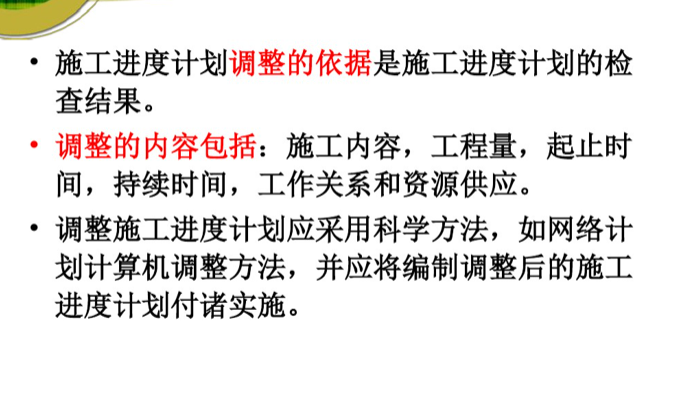 • 施工进度计划调整的依据是施工进度计划的检
查结果。
• 调整的内容包括：施工内容，工程量，起止时
间，持续时间，工作关系和资源供应。
• 调整施工进度计划应采用科学方法，如网络计
划计算机调整方法，并应将编制调整后的施工
进度计划付诸实施。